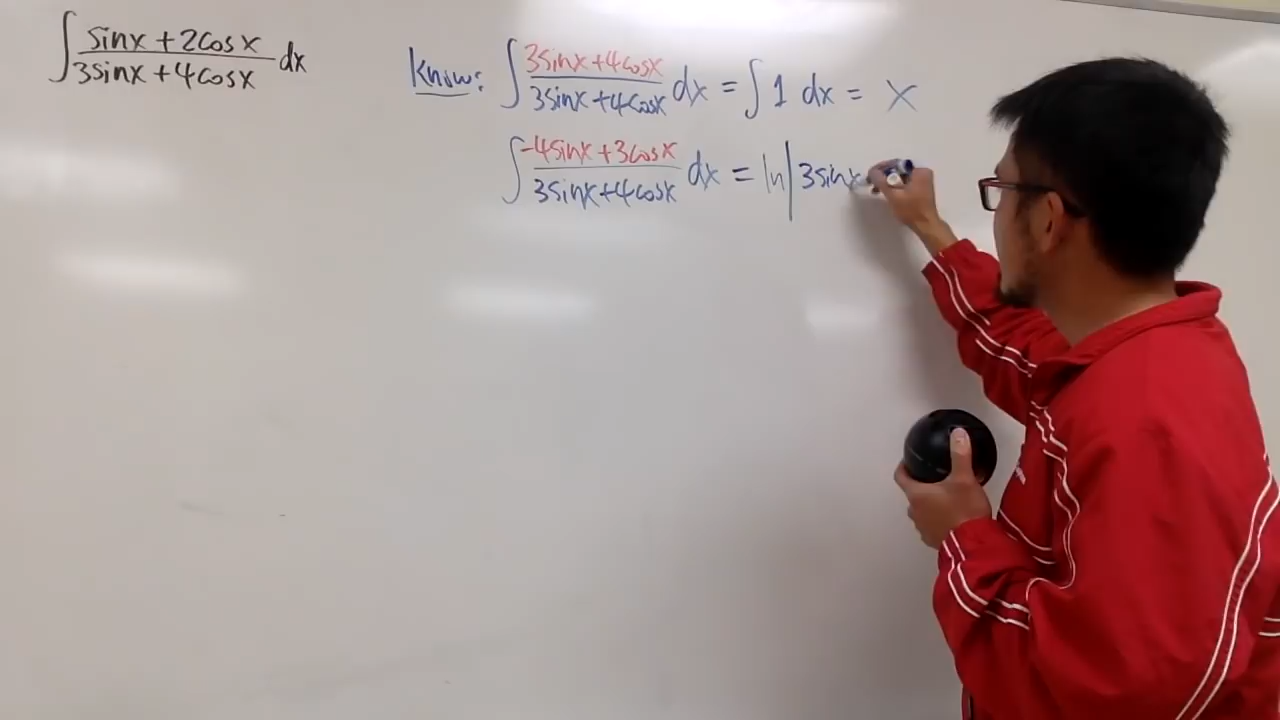 ∫ sinx + 2cosx / 3sinx + 4cosx dx
Know: ∫ 3sinx + 4cosx / 3sinx + 4cosx dx = ∫ 1 dx = x
∫ -4sinx + 3cosx / 3sinx + 4cosx dx = ln|3sinx